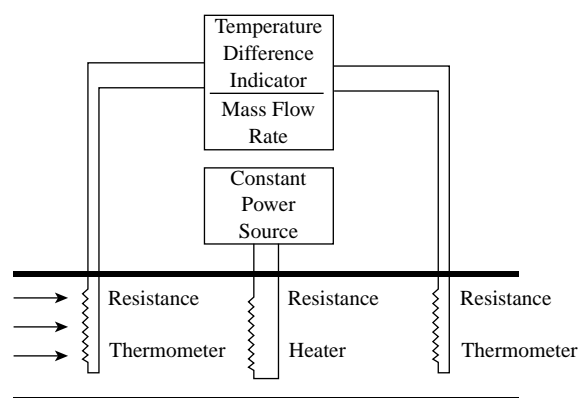 Temperature
Difference
Indicator
Mass Flow
Rate
Constant
Power
Source
Resistance
Thermometer
Resistance
Heater
Resistance
Thermometer